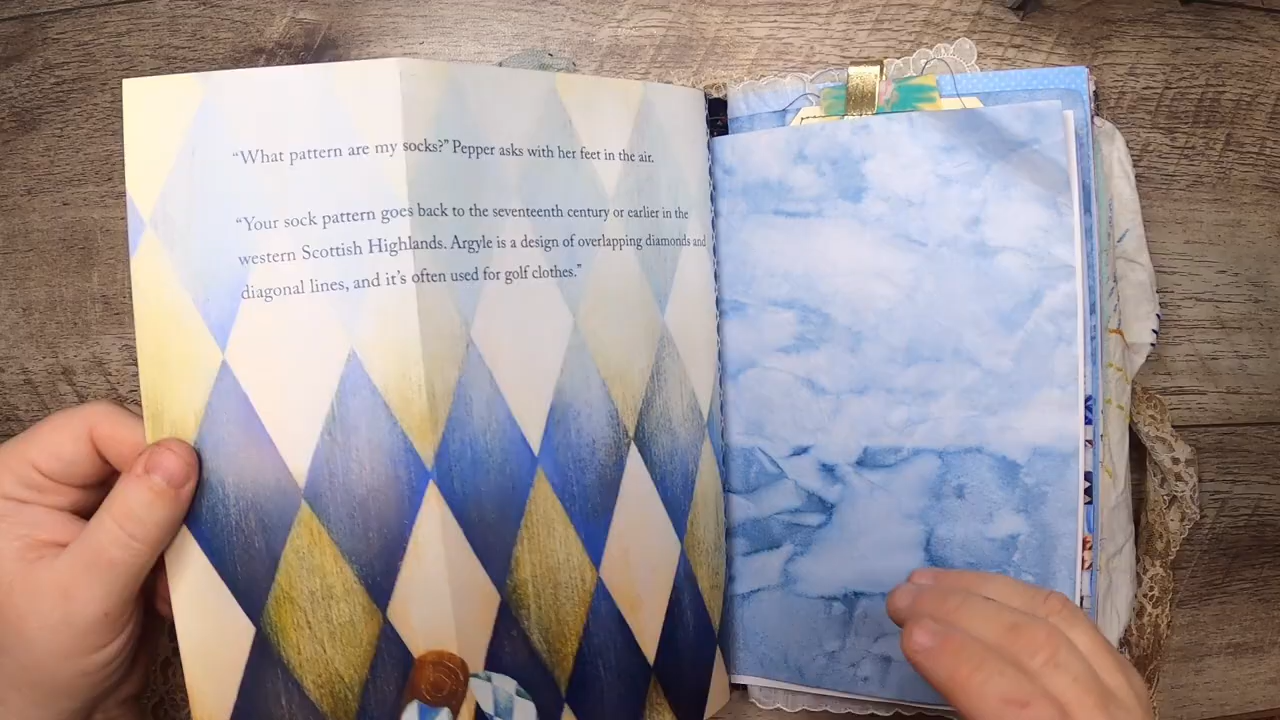 “What pattern are my socks?” Pepper asks with her feet in the air.
“Your sock pattern goes back to the seventeenth century or earlier in the
western Scottish Highlands. Argyle is a design of overlapping diamonds and
diagonal lines, and it’s often used for golf clothes.”